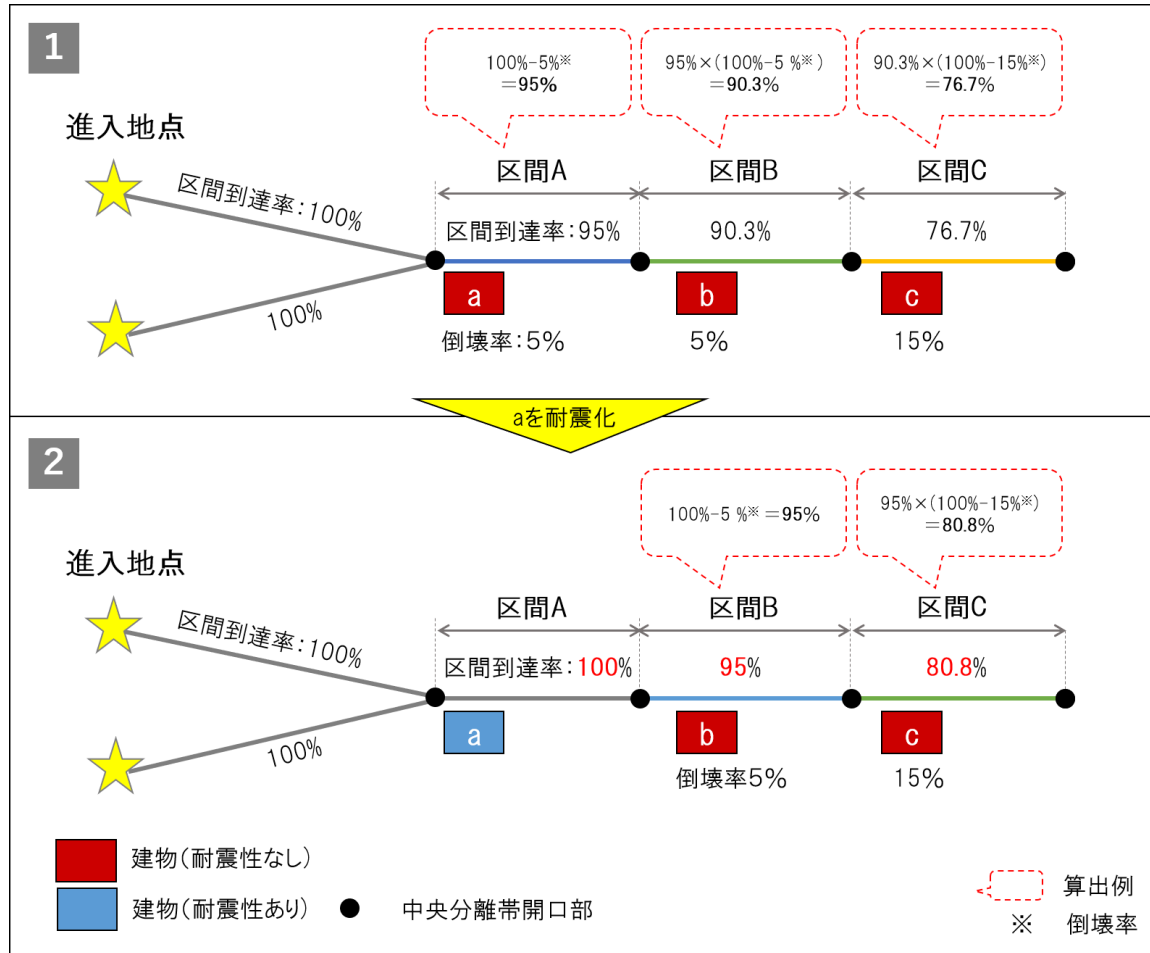 1
100%-5%※
=95%
95%×(100%-5 %※)
=90.3%
90.3%×(100%-15%※)
=76.7%
進入地点
区間A
区間B
区間C
区間到達率:100%
区間到達率:95%
90.3%
76.7%
100%
a
b
c
倒壊率:5%
5%
15%
aを耐震化
2
100%-5 %※ =95%
95%×(100%-15%※)
=80.8%
進入地点
区間A
区間B
区間C
区間到達率:100%
区間到達率:100%
95%
80.8%
100%
a
b
c
倒壊率5%
15%
建物(耐震性なし)
建物(耐震性あり)
中央分離帯開口部
算出例
※ 倒壊率